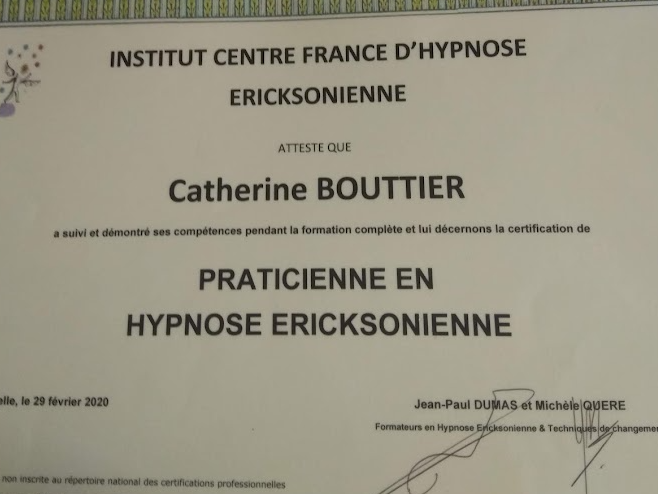 INSTITUT CENTRE FRANCE D'HYPNOSE
ERICKSONIENNE
ATTESTE QUE
Catherine BOUTTIER
a suivi et démontré ses compétences pendant la formation complète et lui décernons la certification de
PRATICIENNE EN
HYPNOSE ERICKSONIENNE
le 29 février 2020
Jean-Paul DUMAS et Michèle QUERE
Formateurs en Hypnose Ericksonienne & Techniques de
non inscrite au répertoire national des certifications professionnelles